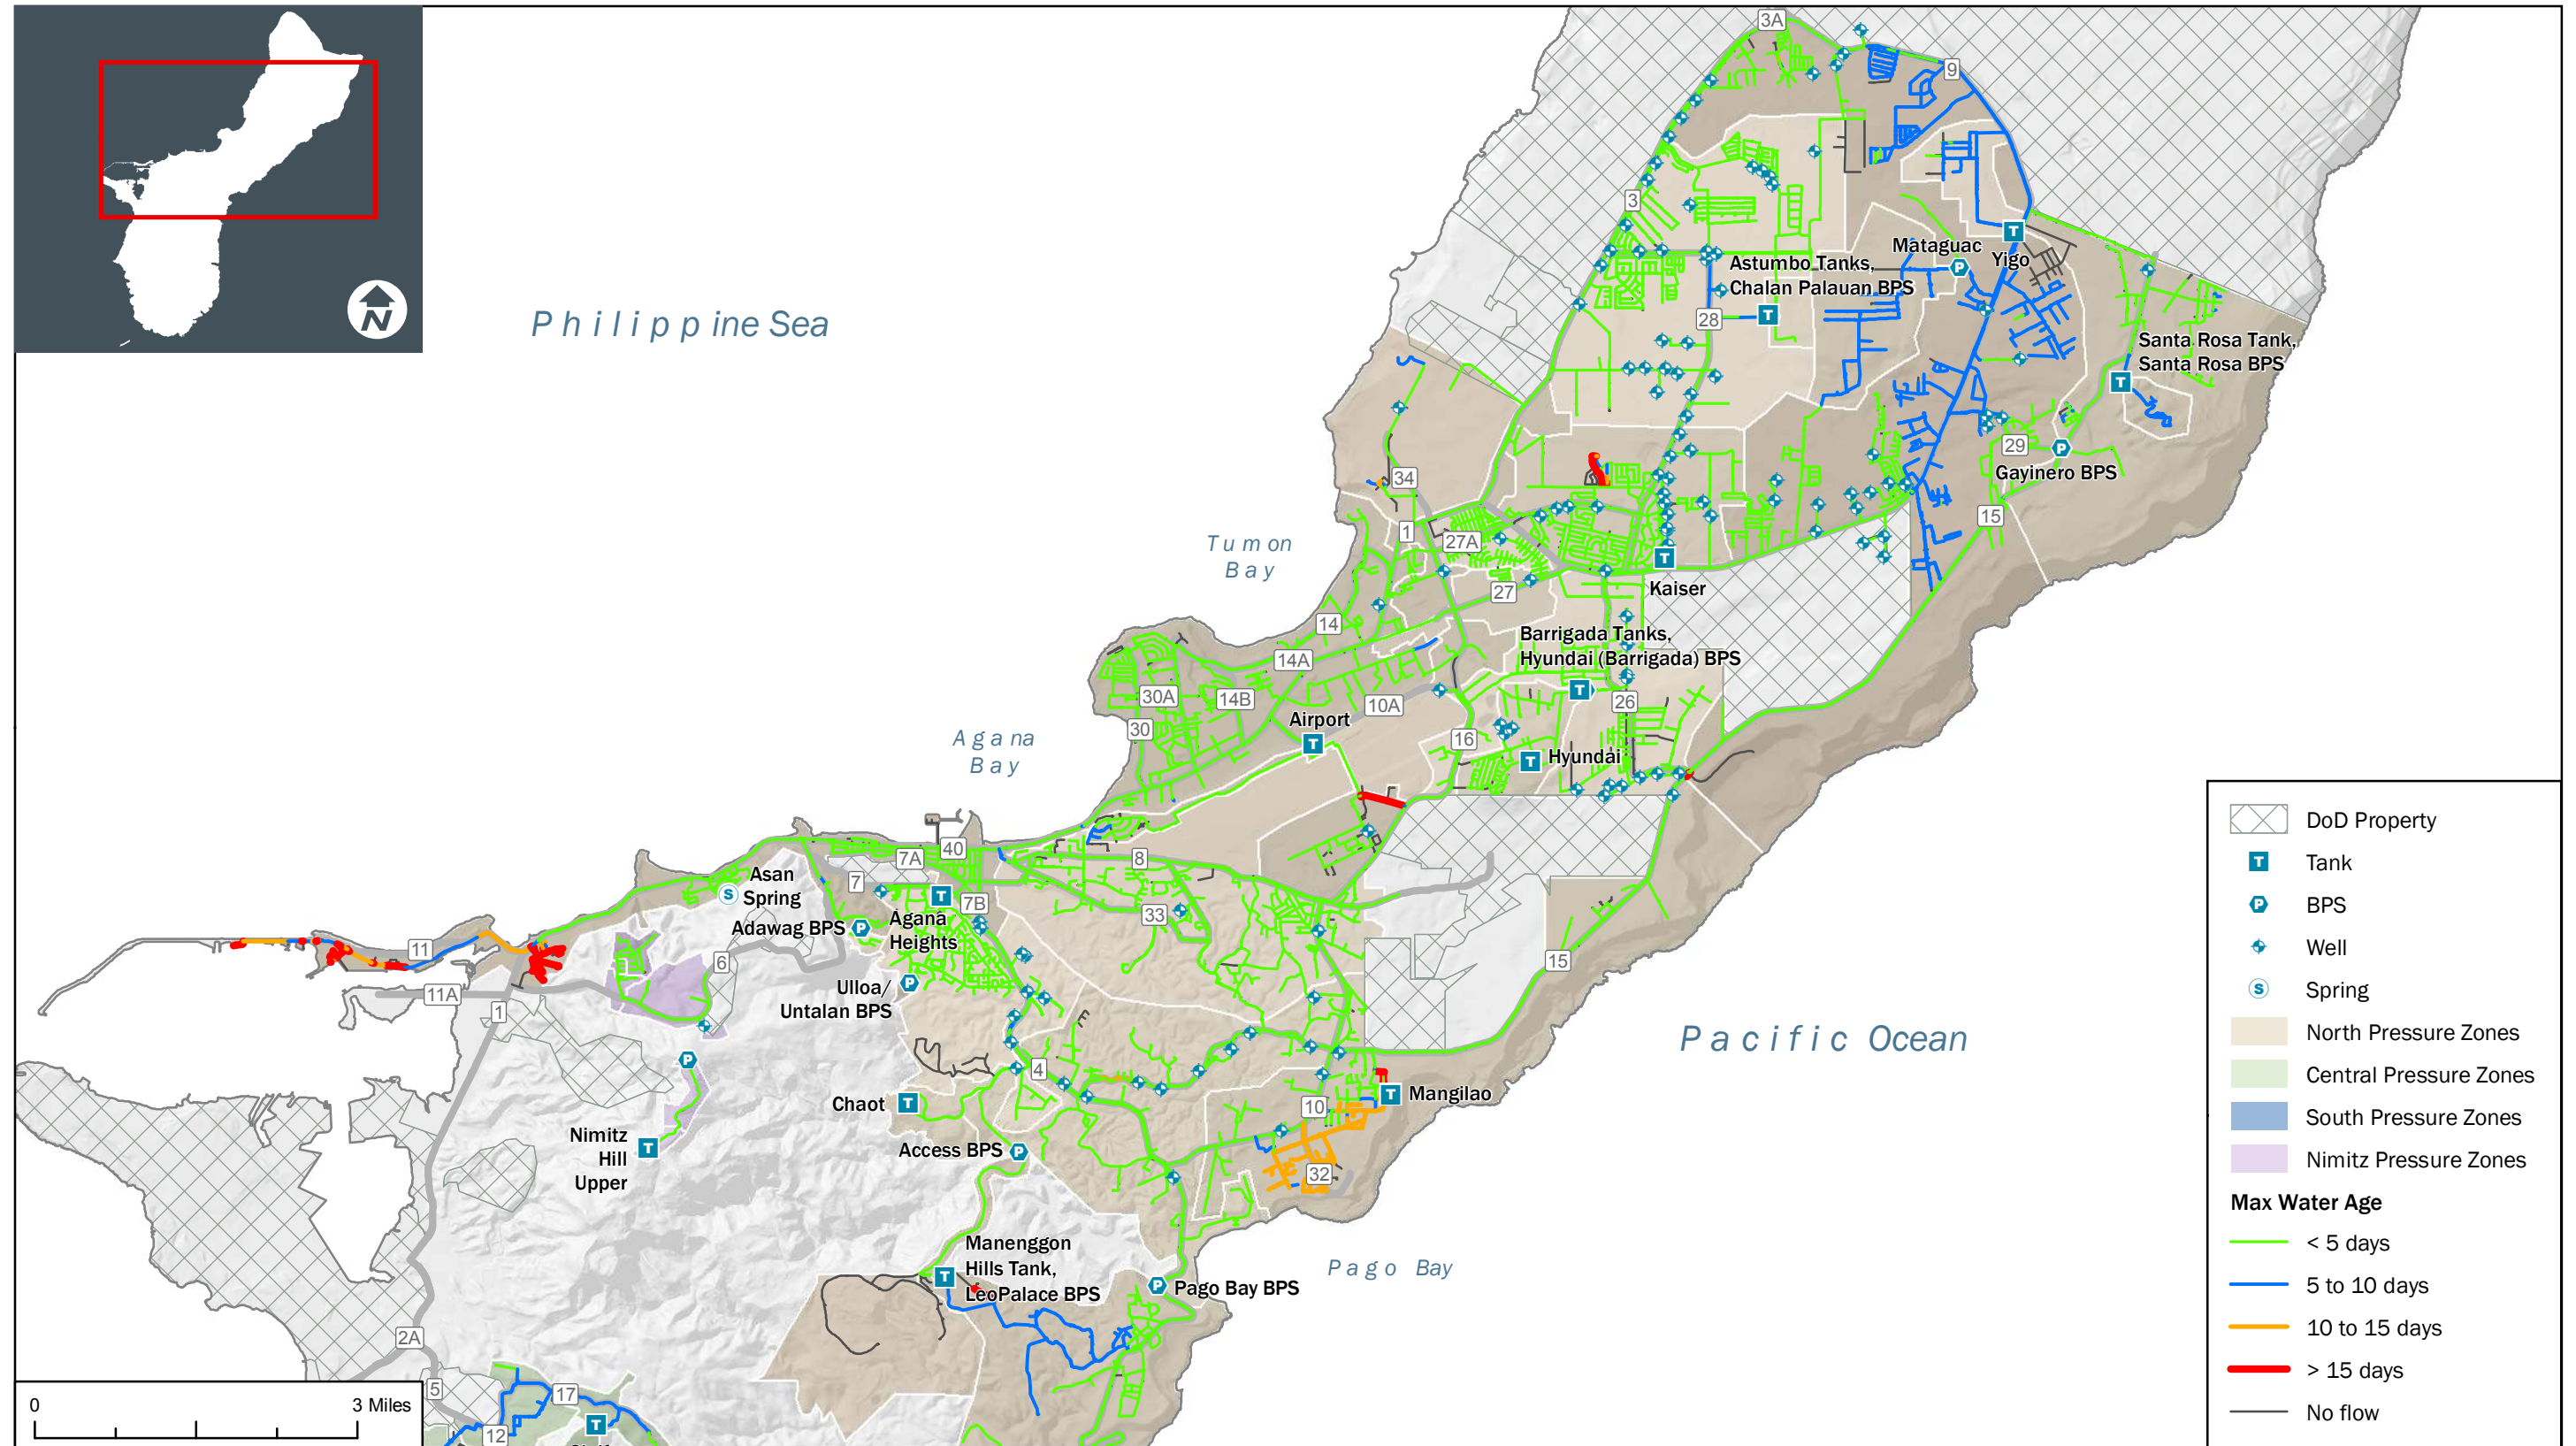 N
Philippine Sea
3A
9
3
Mataguac
Yigo
Astumbo Tanks,
Chalan Palauan BPS
28
Santa Rosa Tank,
Santa Rosa BPS
29
Gayinero BPS
34
1
27A
15
Tumon
Bay
27
Kaiser
14
Barrigada Tanks,
Hyundai (Barrigada) BPS
14A
30A
14B
10A
26
Airport
30
16
Hyundai
Agana
Bay
40
7A
8
Asan
Spring
7
7B
33
Adawag BPS
Agana
Heights
11
6
15
Ulloa/
Untalan BPS
11A
1
Pacific Ocean
4
Chaot
10
Mangilao
Nimitz
Hill
Upper
Access BPS
32
Manenggon
Hills Tank,
LeoPalace BPS
Pago Bay
Pago Bay BPS
2A
5
17
12
0
3 Miles
DoD Property
T Tank
P BPS
Well
S Spring
North Pressure Zones
Central Pressure Zones
South Pressure Zones
Nimitz Pressure Zones
Max Water Age
< 5 days
5 to 10 days
10 to 15 days
> 15 days
No flow